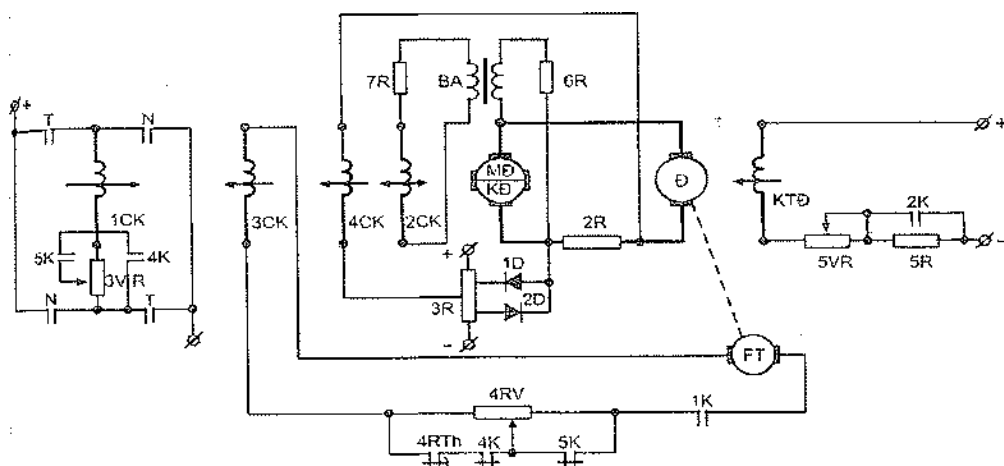 7R
BA
6R
+
T
N
+
MĐ
KĐ
Đ
1CK
3CK
4CK
2CK
2R
KTĐ
2K
5K
4K
3VR
+
1D
3R
2D
5VR
5R
-
N
T
-
FT
4RV
1K
4RTh
4K
5K